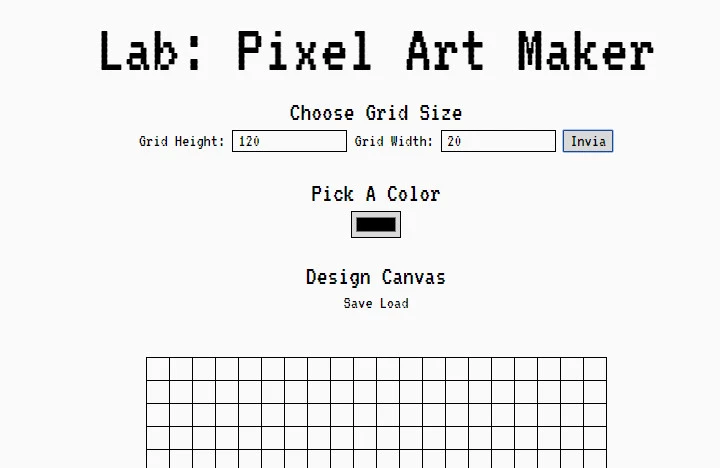 Lab: Pixel Art Maker
Choose Grid Size
Grid Height: 120 Grid Width: 20 Invia
Pick A Color
Design Canvas
Save Load